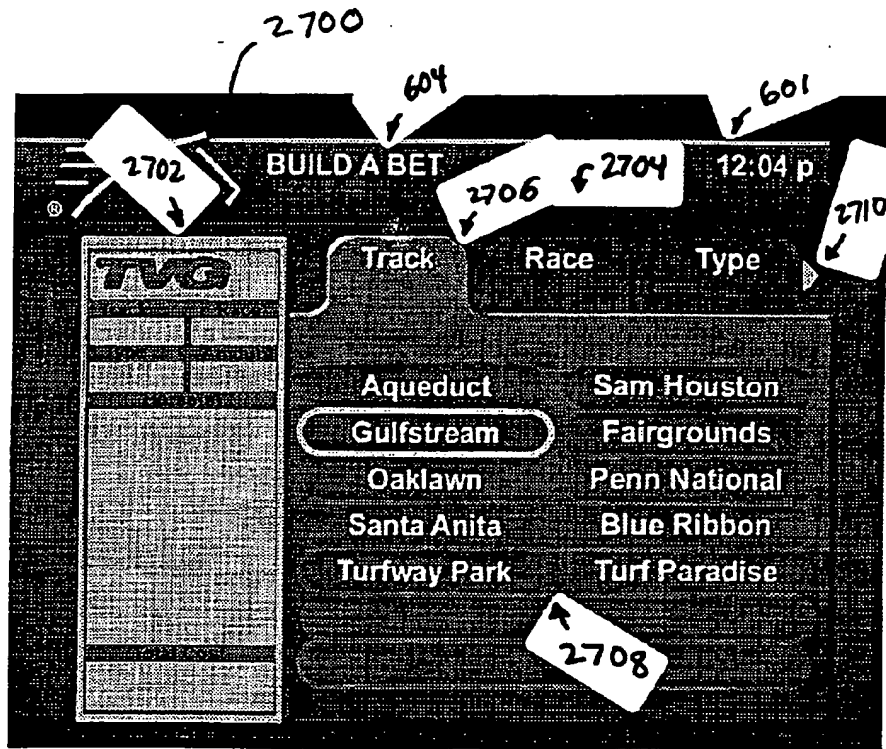 2700
604
601
2702
BUILD A BET
2706
2704
12:04 p
2710
®
TVG
Track Race Type
Aqueduct Sam Houston
Gulfstream Fairgrounds
Oaklawn Penn National
Santa Anita Blue Ribbon
Turfway Park Turf Paradise
2708